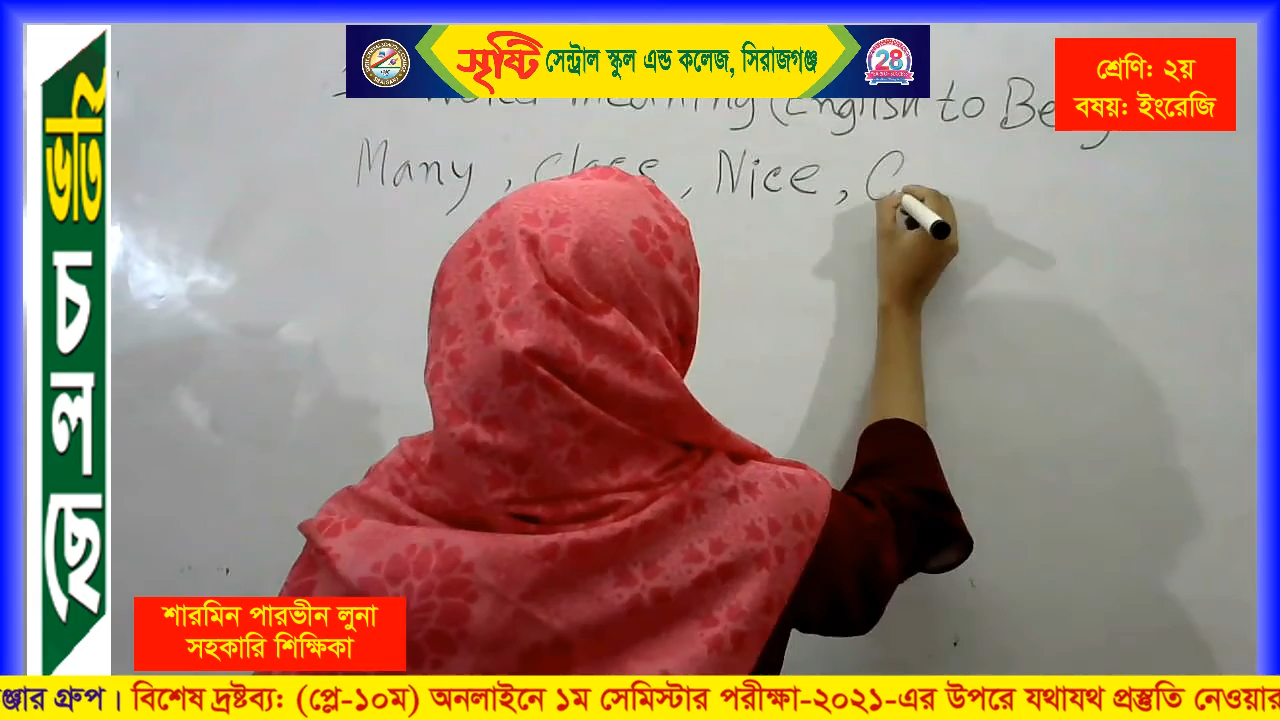 সৃষ্টি সেন্ট্রাল স্কুল এন্ড কলেজ, সিরাজগঞ্জ
28
শ্রেণি: ২য়
বিষয়: ইংরেজি
ভর্তি চলছে
meaning (English to
Many, class, Nice, C
শারমিন পারভীন লুনা
সহকারি শিক্ষিকা
ঞ্জার গ্রুপ। বিশেষ দ্রষ্টব্য: (প্লে-১০ম) অনলাইনে ১ম সেমিস্টার পরীক্ষা-২০২১-এর উপরে যথাযথ প্রস্তুতি নেওয়ার